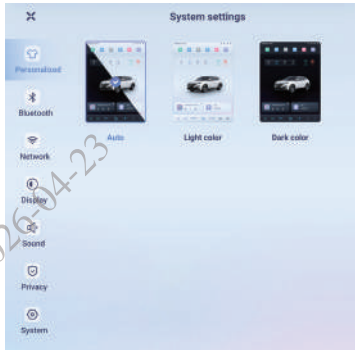 System settings
Personalized
Bluetooth
Network
Display
Sound
Privacy
System
Auto
Light color
Dark color